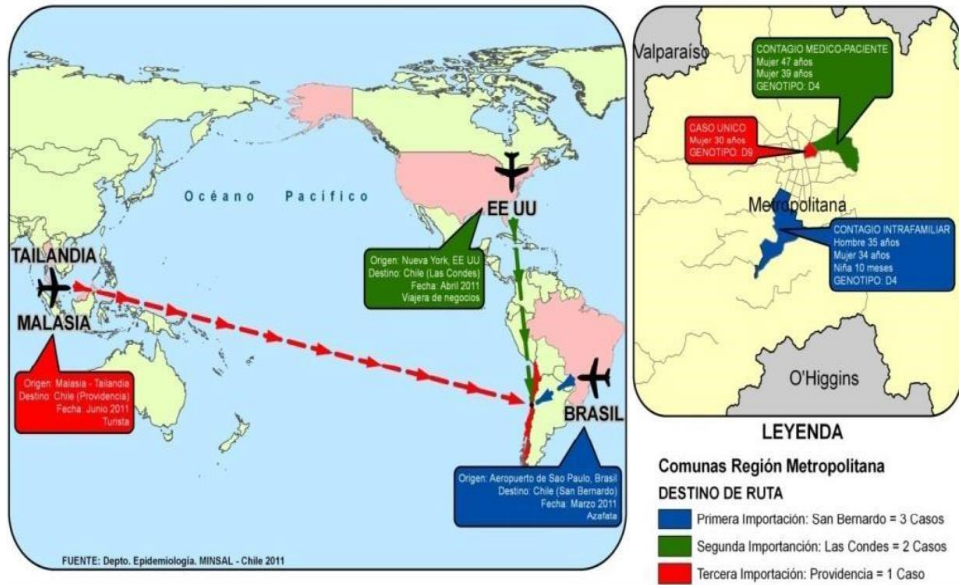 Océano Pacífico
EE UU
TAILANDIA
MALASIA
BRASIL
Origen: Nueva York, EE UU
Destino: Chile (Las Condes)
Fecha: Abril 2011
Viajera de negocios
Origen: Malasia - Tailandia
Destino: Chile (Providencia)
Fecha: Junio 2011
Turista
Origen: Aeropuerto de Sao Paulo, Brasil
Destino: Chile (San Bernardo)
Fecha: Marzo 2011
Azafata
FUENTE: Depto. Epidemiología. MINSAL - Chile 2011
Valparaíso
CONTAGIO MEDICO-PACIENTE
Mujer 47 años
Mujer 39 años
GENOTIPO: D4
CASO UNICO
Mujer 30 años
GENOTIPO: D9
Metropolitana
CONTAGIO INTRAFAMILIAR
Hombre 35 años
Mujer 34 años
Niña 10 meses
GENOTIPO: D4
O'Higgins
LEYENDA
Comunas Región Metropolitana
DESTINO DE RUTA
Primera Importación: San Bernardo = 3 Casos
Segunda Importanción: Las Condes = 2 Casos
Tercera Importación: Providencia = 1 Caso